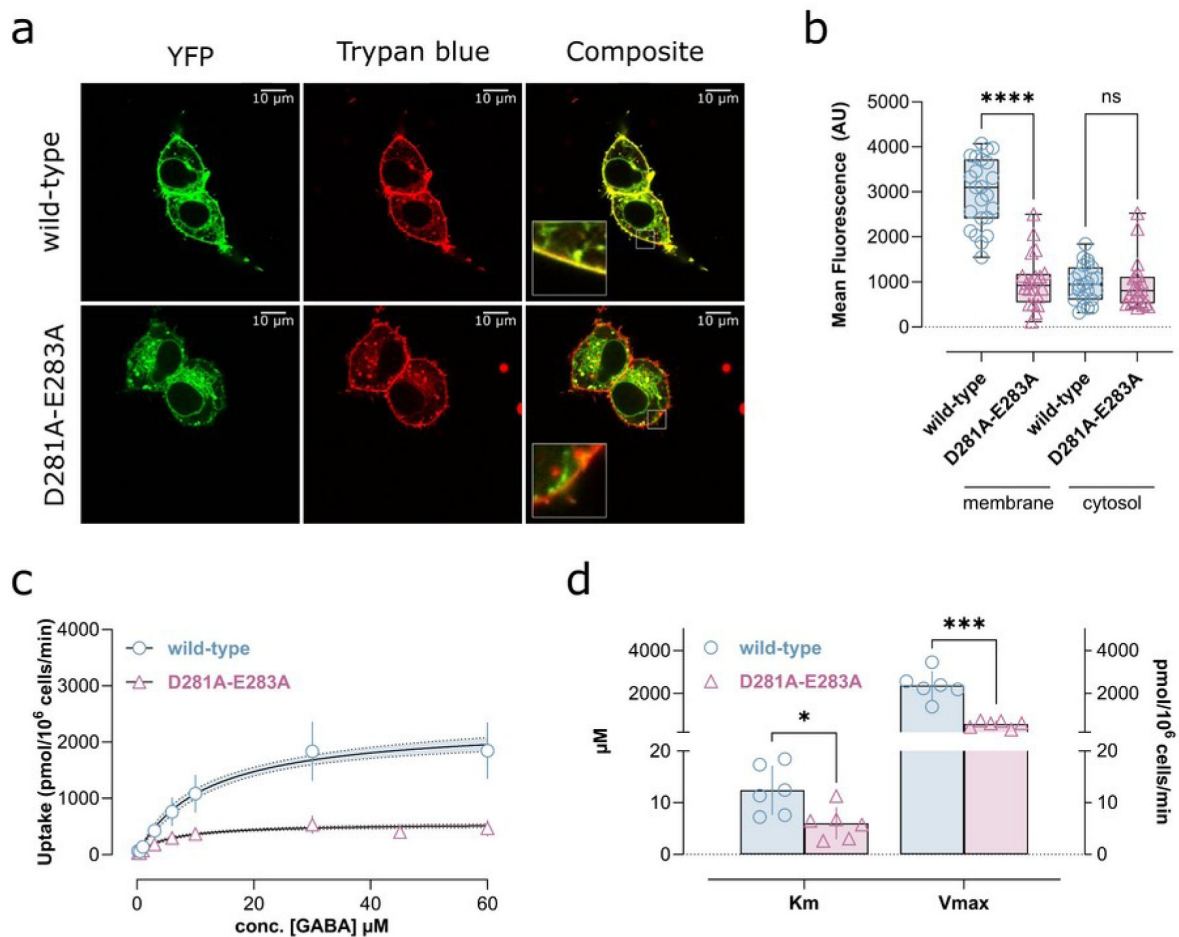 a
YFP
Trypan blue
Composite
wild-type
10 µm
10 µm
10 µm
D281A-E283A
10 µm
10 µm
10 µm
b
Mean Fluorescence (AU)
5000
4000
3000
2000
1000
0
****
ns
wild-type
D281A-E283A
wild-type
D281A-E283A
membrane
cytosol
c
Uptake (pmol/10⁶ cells/min)
4000
3000
2000
1000
0
wild-type
D281A-E283A
0
20
40
60
conc. [GABA] µM
d
wild-type
D281A-E283A
µM
4000
2000
20
10
0
*
***
4000
2000
20
10
0
pmol/10⁶ cells/min
Km
Vmax